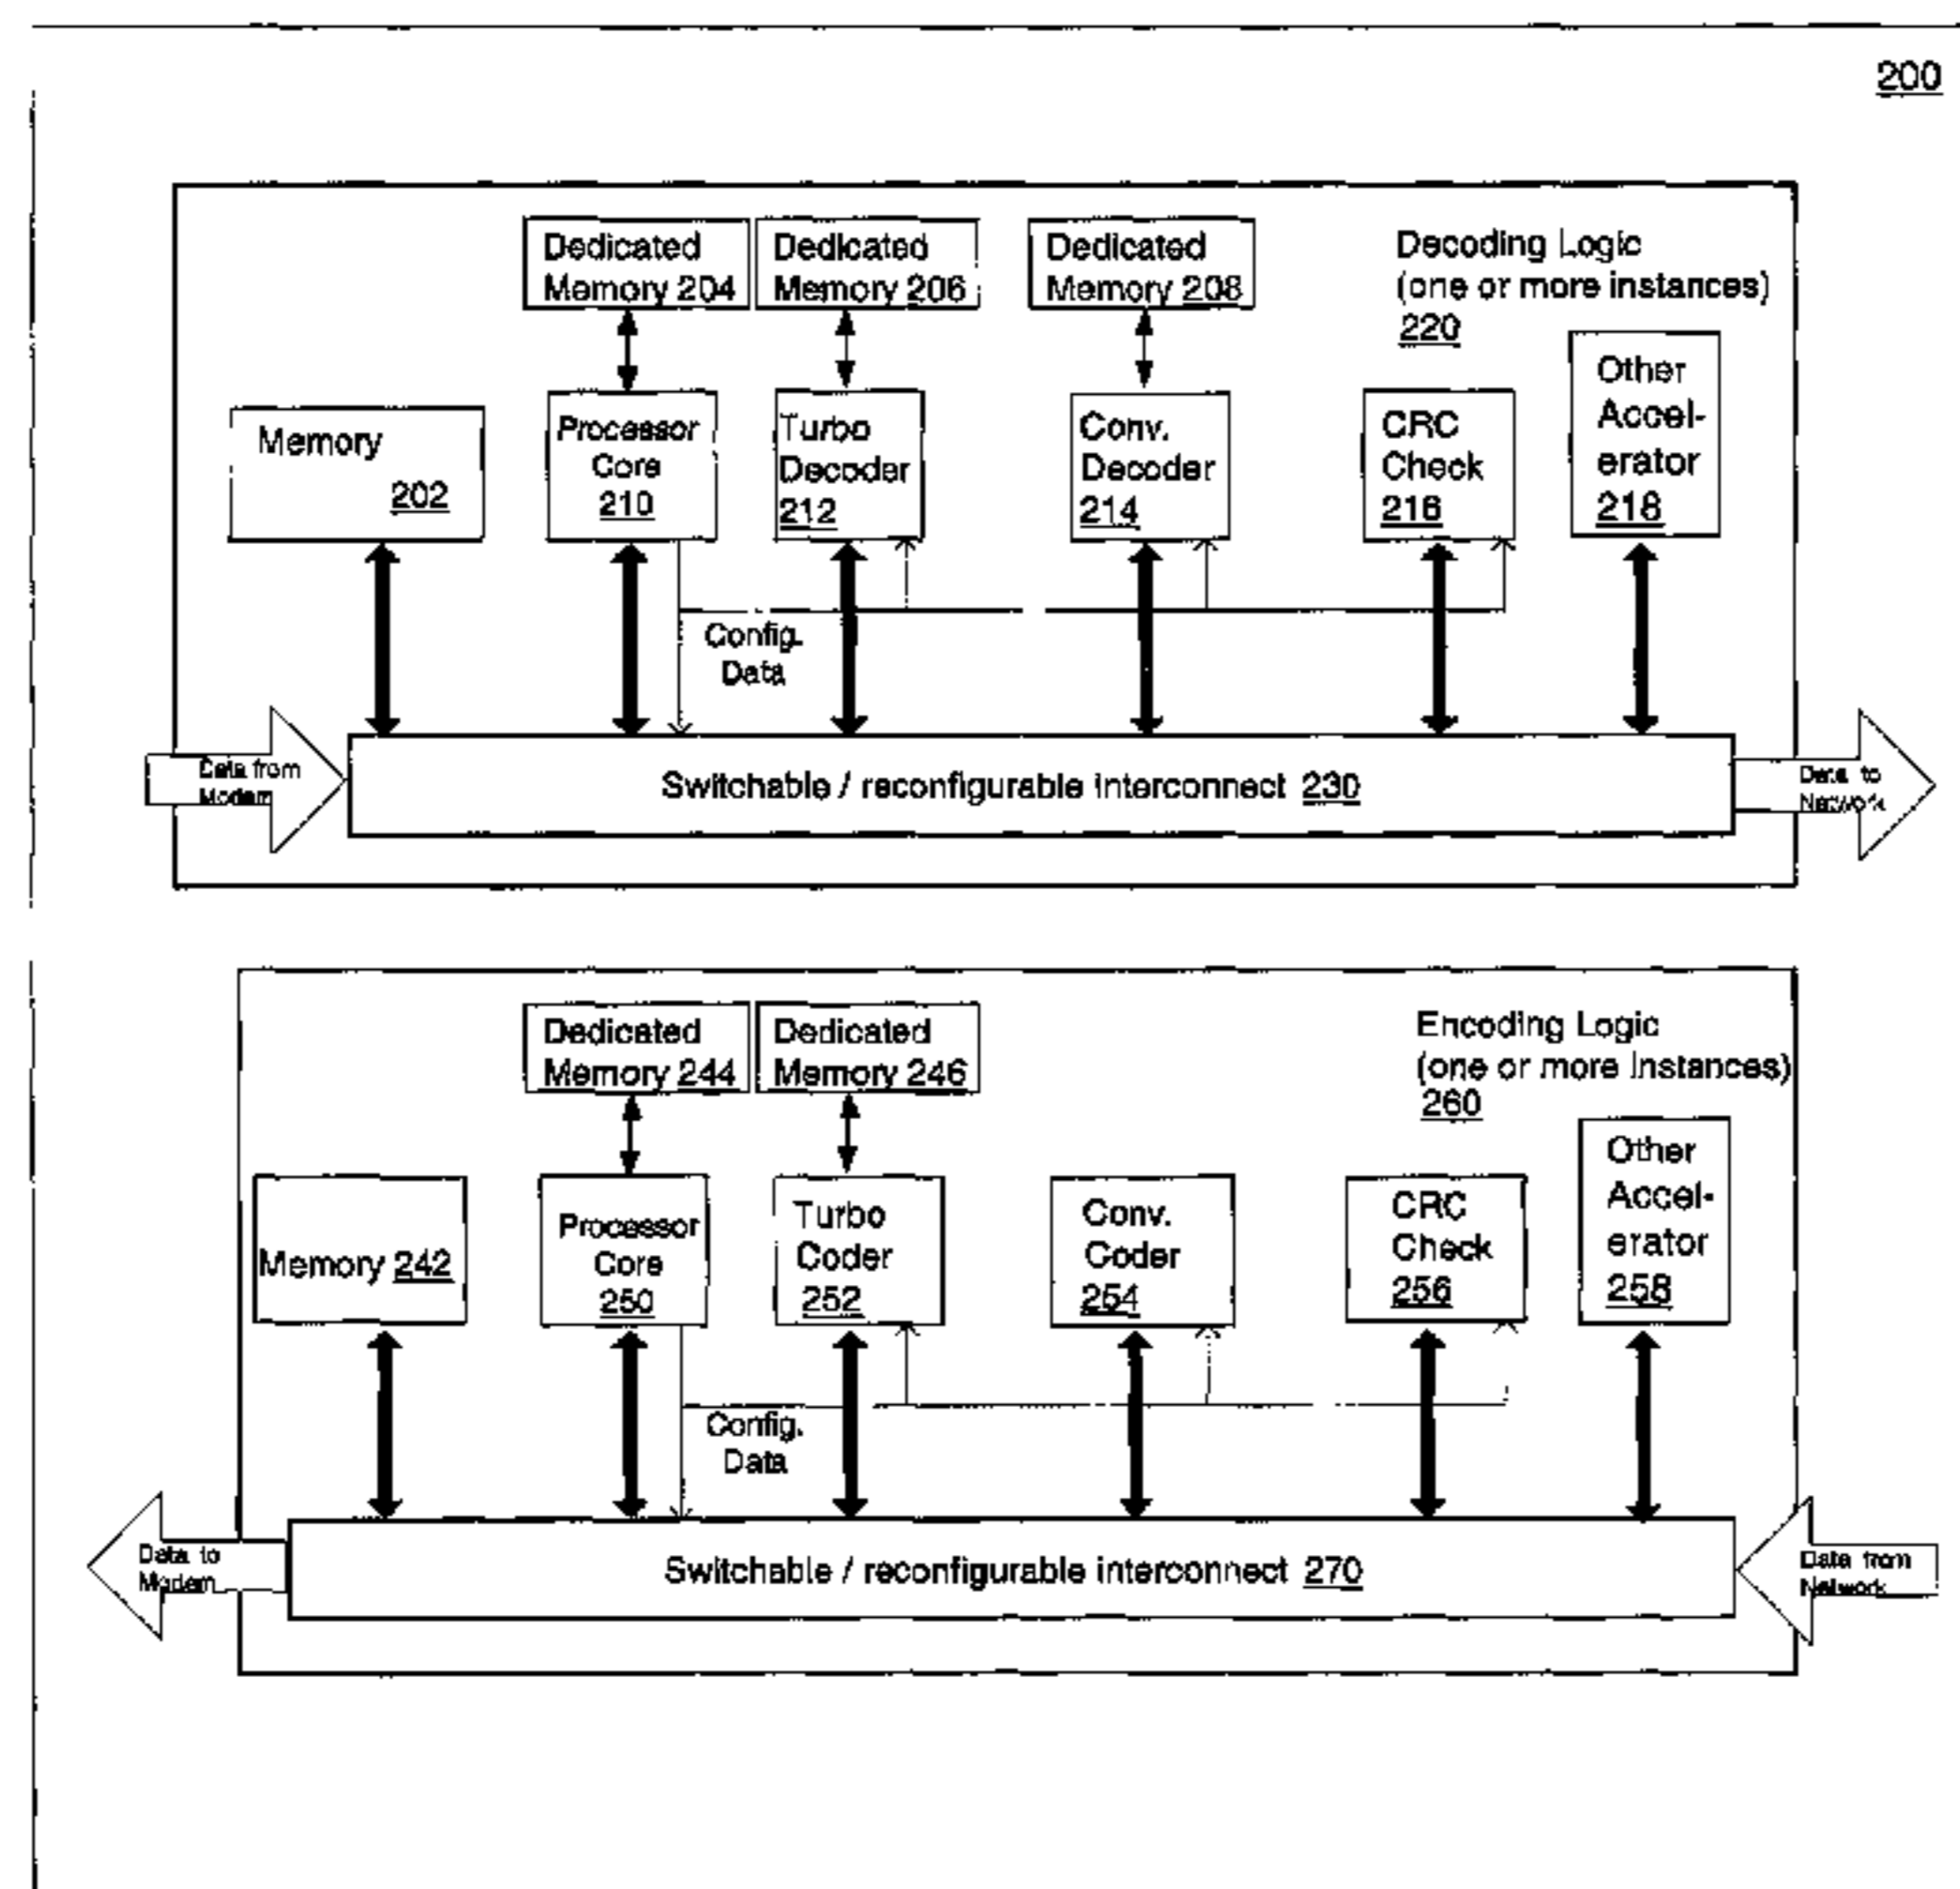 200
Dedicated
Memory 204
Dedicated
Memory 206
Dedicated
Memory 208
Decoding Logic
(one or more instances)
220
Memory
202
Processor
Core
210
Turbo
Decoder
212
Conv.
Decoder
214
CRC
Check
216
Other
Accel-
erator
218
Config.
Data
Data from
Modem
Switchable / reconfigurable interconnect 230
Data to
Network
Dedicated
Memory 244
Dedicated
Memory 246
Encoding Logic
(one or more instances)
260
Memory 242
Processor
Core
250
Turbo
Coder
252
Conv.
Coder
254
CRC
Check
256
Other
Accel-
erator
258
Config.
Data
Data to
Modem
Switchable / reconfigurable interconnect 270
Data from
Network